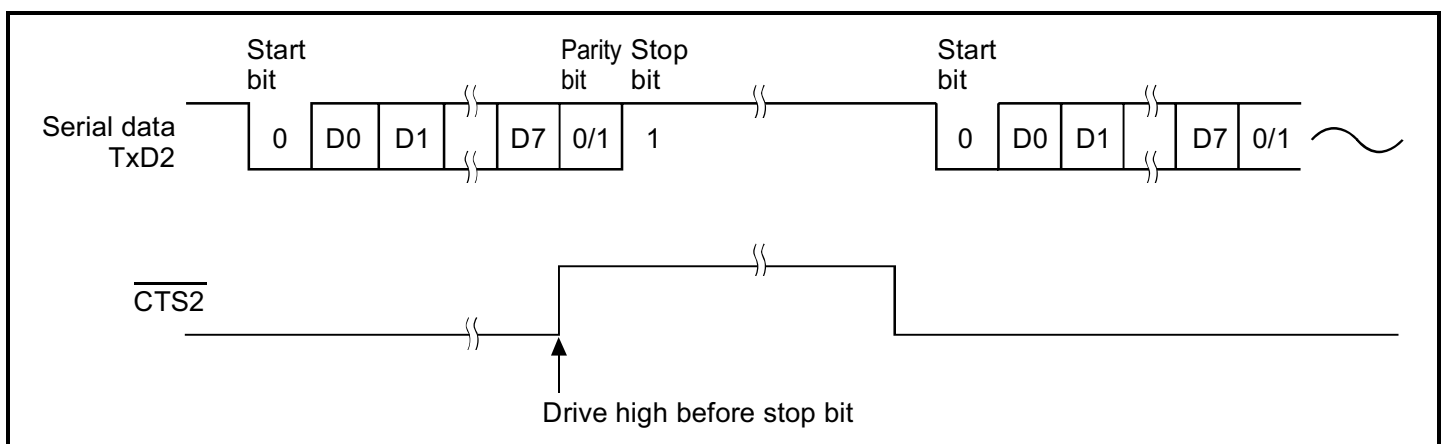 Start bit
Parity bit
Stop bit
Start bit
Serial data TxD2
0 D0 D1 D7 0/1 1 0 D0 D1 D7 0/1
CTS2
Drive high before stop bit